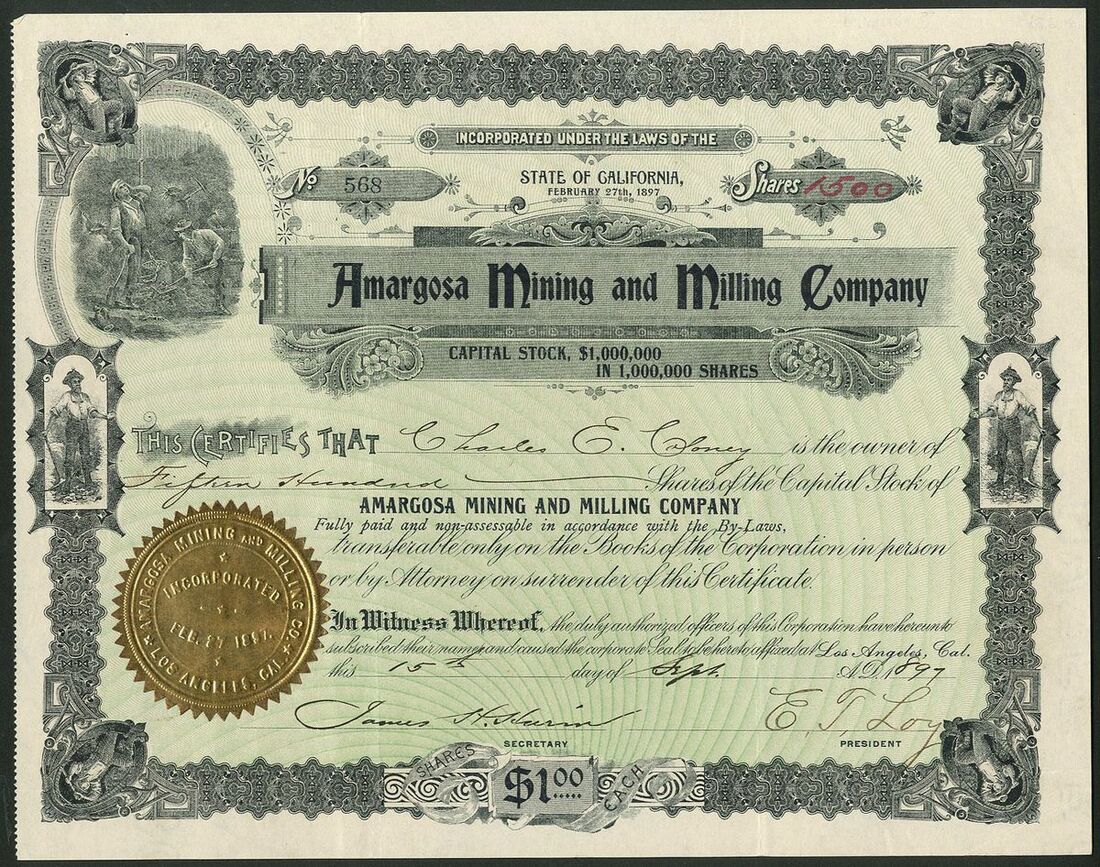 INCORPORATED UNDER THE LAWS OF THE
No. 568
STATE OF CALIFORNIA,
FEBRUARY 27th, 1897
Shares 1500
Amargosa Mining and Milling Company
CAPITAL STOCK, $1,000,000
IN 1,000,000 SHARES
THIS CERTIFIES THAT Charles E. is the owner of
Fifteen Hundred Shares of the Capital Stock of
AMARGOSA MINING AND MILLING COMPANY
Fully paid and non-assessable in accordance with the By-Laws,
transferable only on the Books of the Corporation in person
or by Attorney on surrender of this Certificate.
In Witness Whereof, the duly authorized officers of this Corporation have hereunto
subscribed their names and caused the corporate Seal to be hereto affixed at Los Angeles, Cal.
this 15th day of Sept. A.D. 1897
AMARGOSA MINING AND MILLING CO.
LOS ANGELES, CAL.
INCORPORATED
FEB. 27 1897.
James H.
E T Loy
SECRETARY
PRESIDENT
SHARES
$1.00
EACH